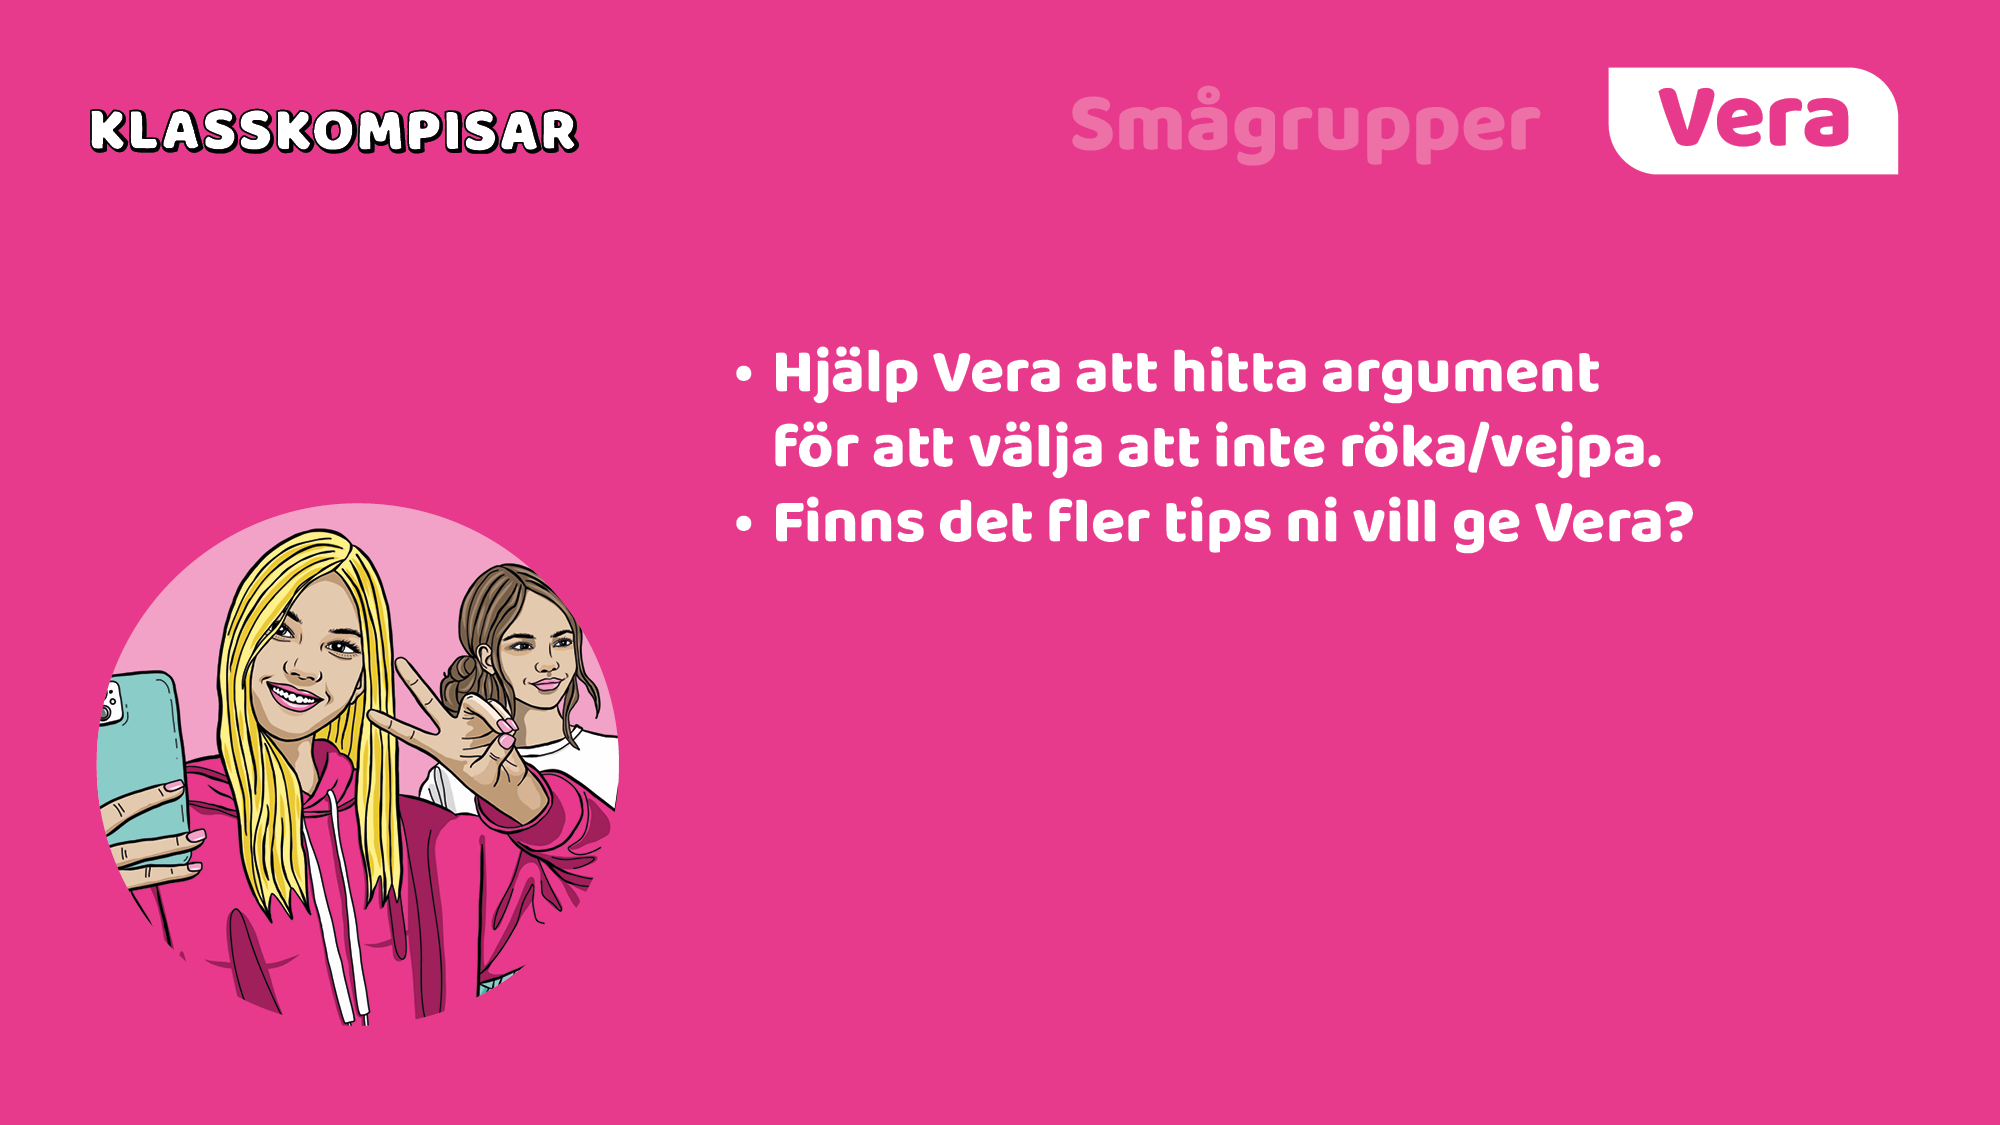 KLASSKOMPISAR
Smågrupper
Vera
• Hjälp Vera att hitta argument
för att välja att inte röka/vejpa.
• Finns det fler tips ni vill ge Vera?